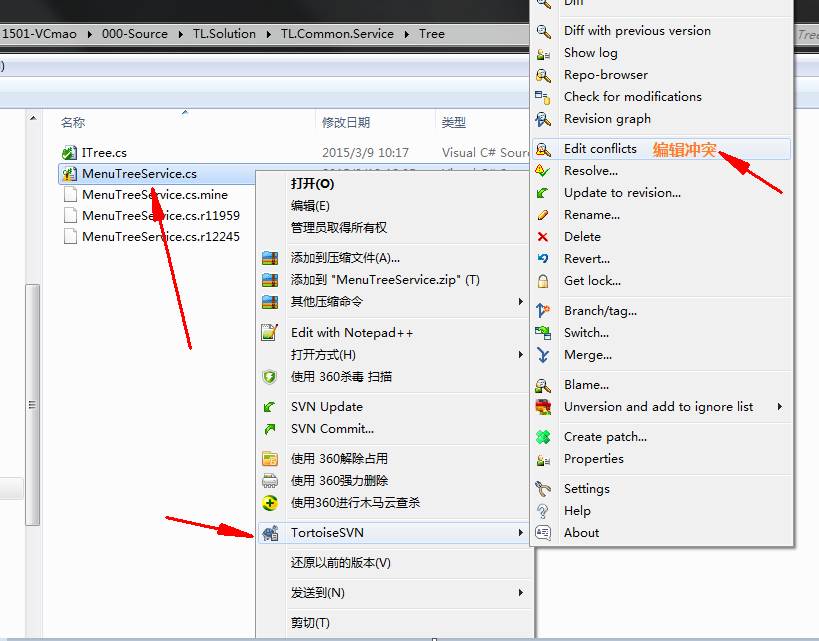 1501-VCmao
000-Source
TL.Solution
TL.Common.Service
Tree
Tree
)
名称
修改日期
类型
ITree.cs
2015/3/9 10:17
Visual C# Sour
MenuTreeService.cs
MenuTreeService.cs.mine
MenuTreeService.cs.r11959
MenuTreeService.cs.r12245
打开(O)
编辑(E)
管理员取得所有权
添加到压缩文件(A)...
添加到 "MenuTreeService.zip" (T)
其他压缩命令
Edit with Notepad++
打开方式(H)
使用 360杀毒 扫描
SVN Update
SVN Commit...
使用 360解除占用
使用 360强力删除
使用360进行木马云查杀
TortoiseSVN
还原以前的版本(V)
发送到(N)
剪切(T)
Diff
Diff with previous version
Show log
Repo-browser
Check for modifications
Revision graph
Edit conflicts 编辑冲突
Resolve...
Update to revision...
Rename...
Delete
Revert...
Get lock...
Branch/tag...
Switch...
Merge...
Blame...
Unversion and add to ignore list
Create patch...
Properties
Settings
Help
About